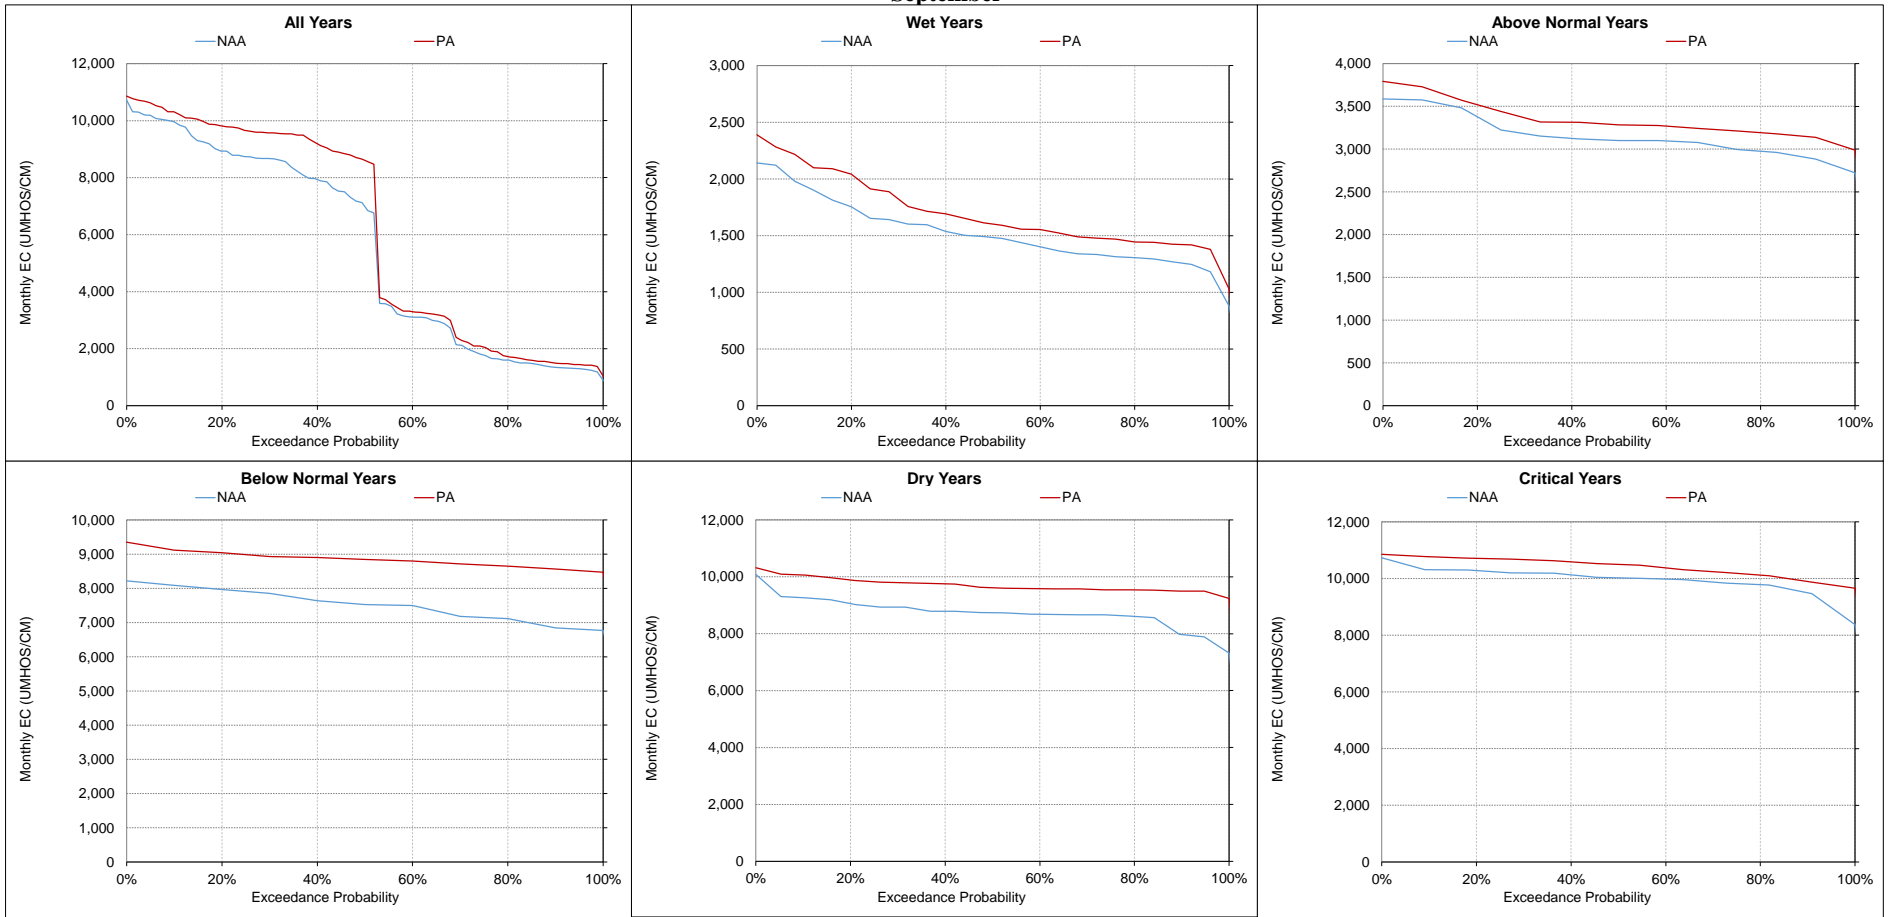 September
All Years
NAA PA
12,000
10,000
8,000
6,000
4,000
2,000
0
Monthly EC (UMHOS/CM)
0% 20% 40% 60% 80% 100%
Exceedance Probability
Wet Years
NAA PA
3,000
2,500
2,000
1,500
1,000
500
0
Monthly EC (UMHOS/CM)
0% 20% 40% 60% 80% 100%
Exceedance Probability
Above Normal Years
NAA PA
4,000
3,500
3,000
2,500
2,000
1,500
1,000
500
0
Monthly EC (UMHOS/CM)
0% 20% 40% 60% 80% 100%
Exceedance Probability
Below Normal Years
NAA PA
10,000
9,000
8,000
7,000
6,000
5,000
4,000
3,000
2,000
1,000
0
Monthly EC (UMHOS/CM)
0% 20% 40% 60% 80% 100%
Exceedance Probability
Dry Years
NAA PA
12,000
10,000
8,000
6,000
4,000
2,000
0
Monthly EC (UMHOS/CM)
0% 20% 40% 60% 80% 100%
Exceedance Probability
Critical Years
NAA PA
12,000
10,000
8,000
6,000
4,000
2,000
0
Monthly EC (UMHOS/CM)
0% 20% 40% 60% 80% 100%
Exceedance Probability